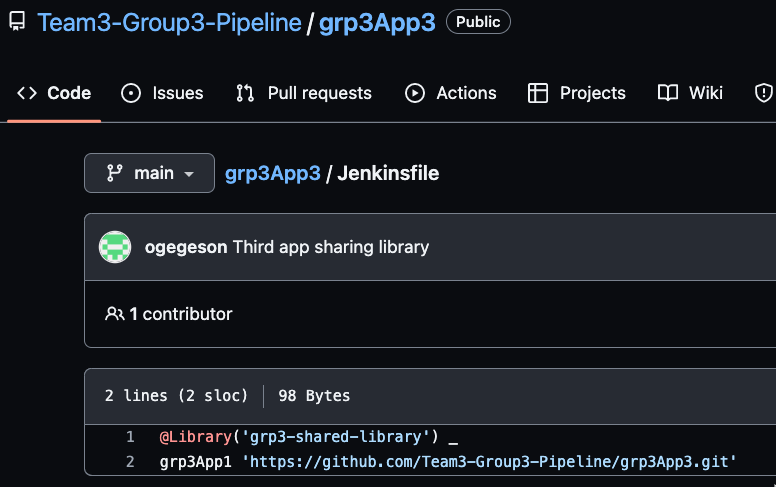 Team3-Group3-Pipeline / grp3App3 Public
Code Issues Pull requests Actions Projects Wiki
main grp3App3 / Jenkinsfile
ogegeson Third app sharing library
1 contributor
2 lines (2 sloc) 98 Bytes
1 @Library('grp3-shared-library') _
2 grp3App1 'https://github.com/Team3-Group3-Pipeline/grp3App3.git'